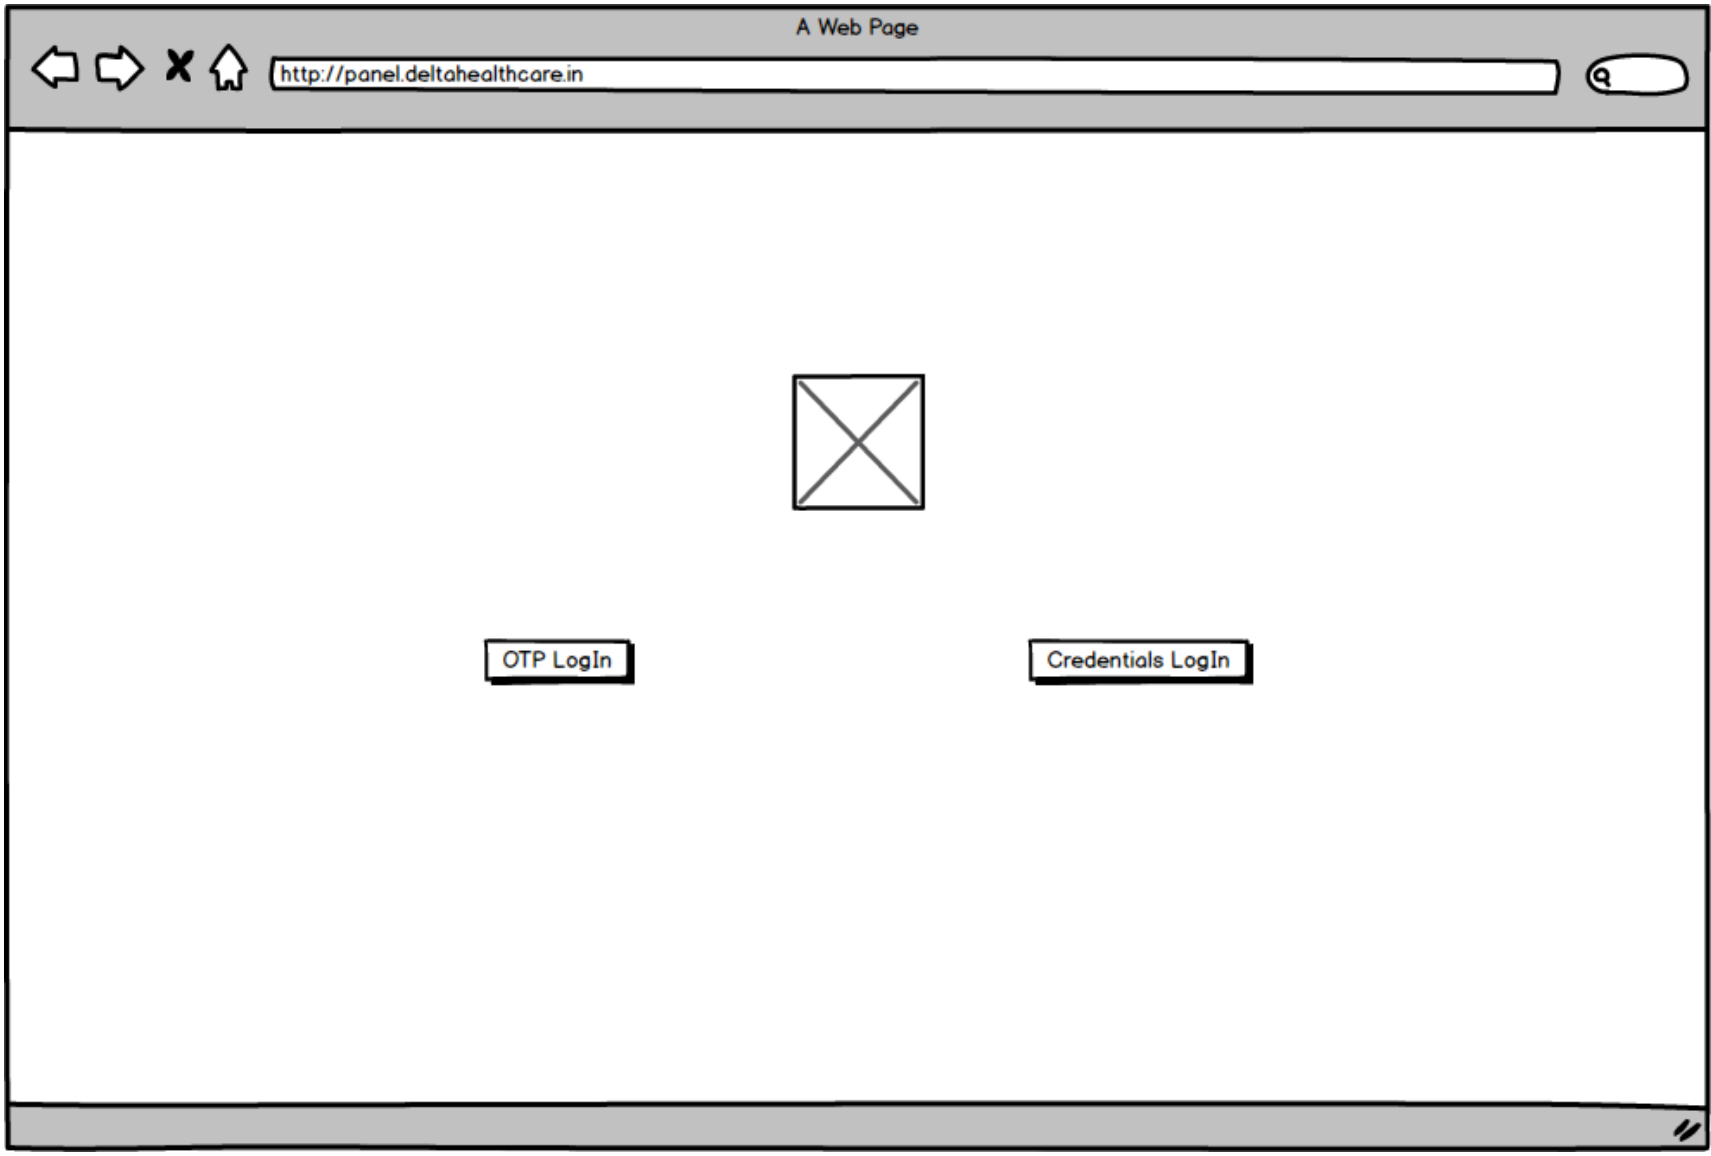 A Web Page
http://panel.deltahealthcare.in
OTP LogIn
Credentials LogIn